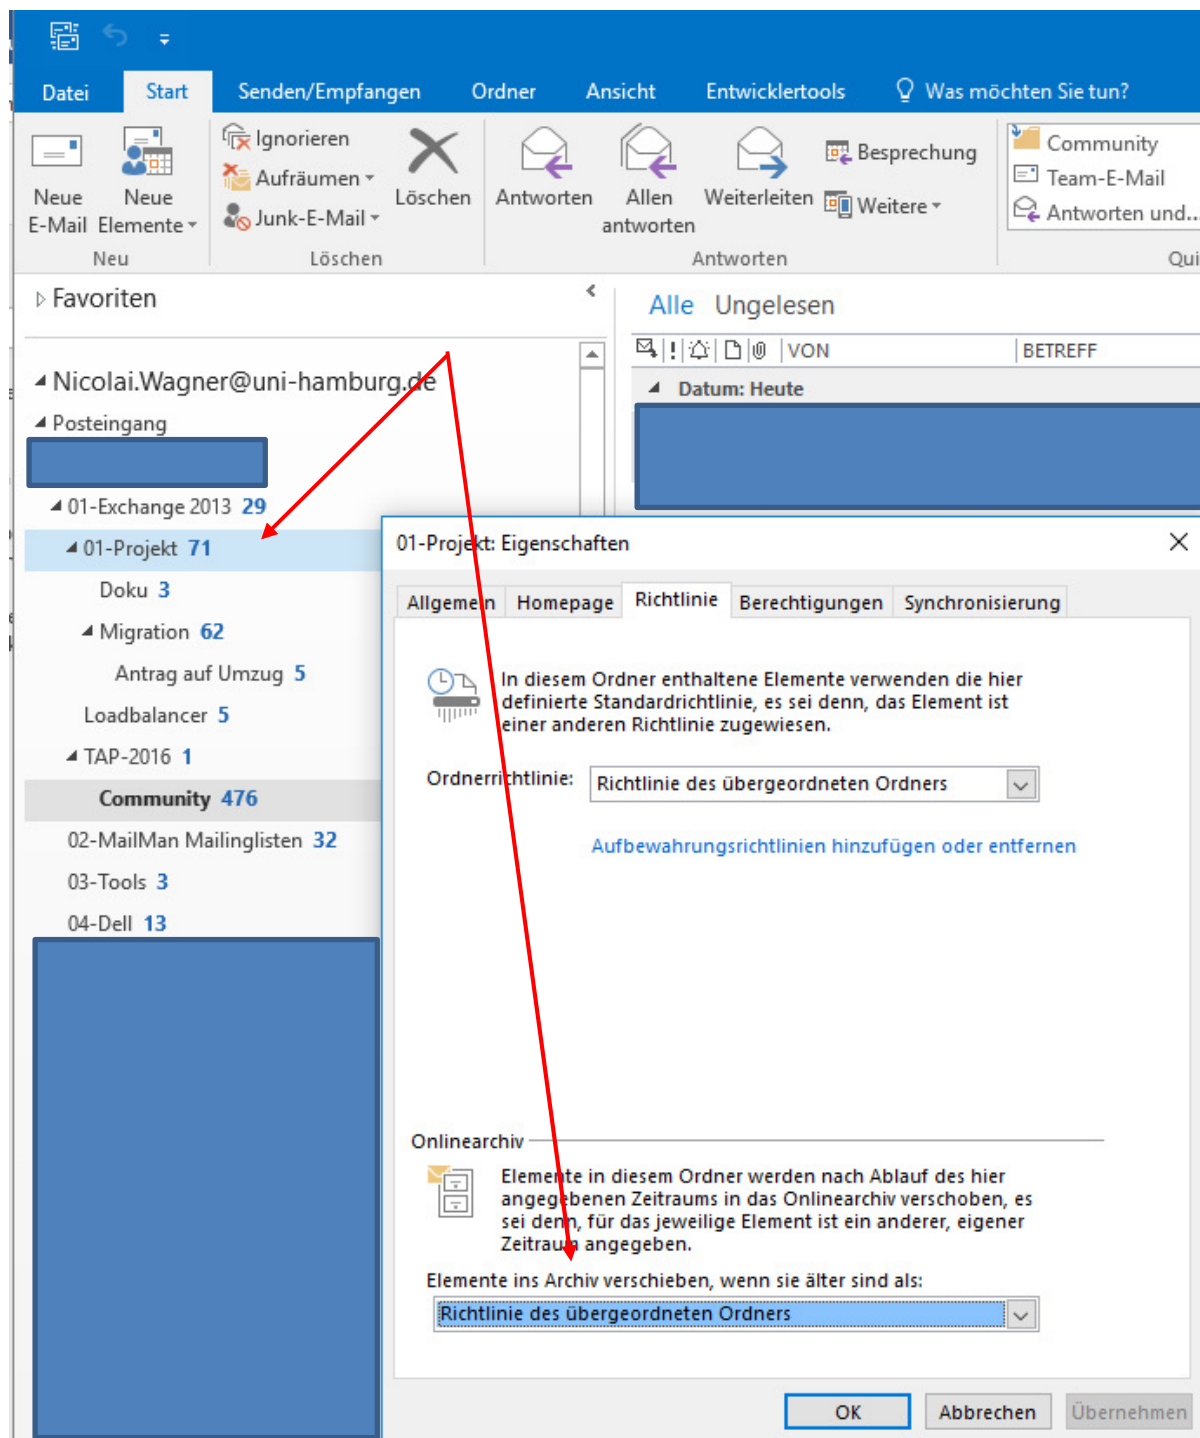 Datei Start Senden/Empfangen Ordner Ansicht Entwicklertools Was möchten Sie tun?
Neue
E-Mail
Neue
Elemente
Ignorieren
Aufräumen
Junk-E-Mail
Löschen
Antworten
Allen
antworten
Weiterleiten
Besprechung
Weitere
Community
Team-E-Mail
Antworten und...
Neu Löschen Antworten Qui
Favoriten
Nicolai.Wagner@uni-hamburg.de
Posteingang
01-Exchange 2013 29
01-Projekt 71
Doku 3
Migration 62
Antrag auf Umzug 5
Loadbalancer 5
TAP-2016 1
Community 476
02-MailMan Mailinglisten 32
03-Tools 3
04-Dell 13
Alle Ungelesen
VON BETREFF
Datum: Heute
01-Projekt: Eigenschaften
Allgemein Homepage Richtlinie Berechtigungen Synchronisierung
In diesem Ordner enthaltene Elemente verwenden die hier
definierte Standardrichtlinie, es sei denn, das Element ist
einer anderen Richtlinie zugewiesen.
Ordnerrichtlinie: Richtlinie des übergeordneten Ordners
Aufbewahrungsrichtlinien hinzufügen oder entfernen
Onlinearchiv
Elemente in diesem Ordner werden nach Ablauf des hier
angegebenen Zeitraums in das Onlinearchiv verschoben, es
sei denn, für das jeweilige Element ist ein anderer, eigener
Zeitraum angegeben.
Elemente ins Archiv verschieben, wenn sie älter sind als:
Richtlinie des übergeordneten Ordners
OK Abbrechen Übernehmen